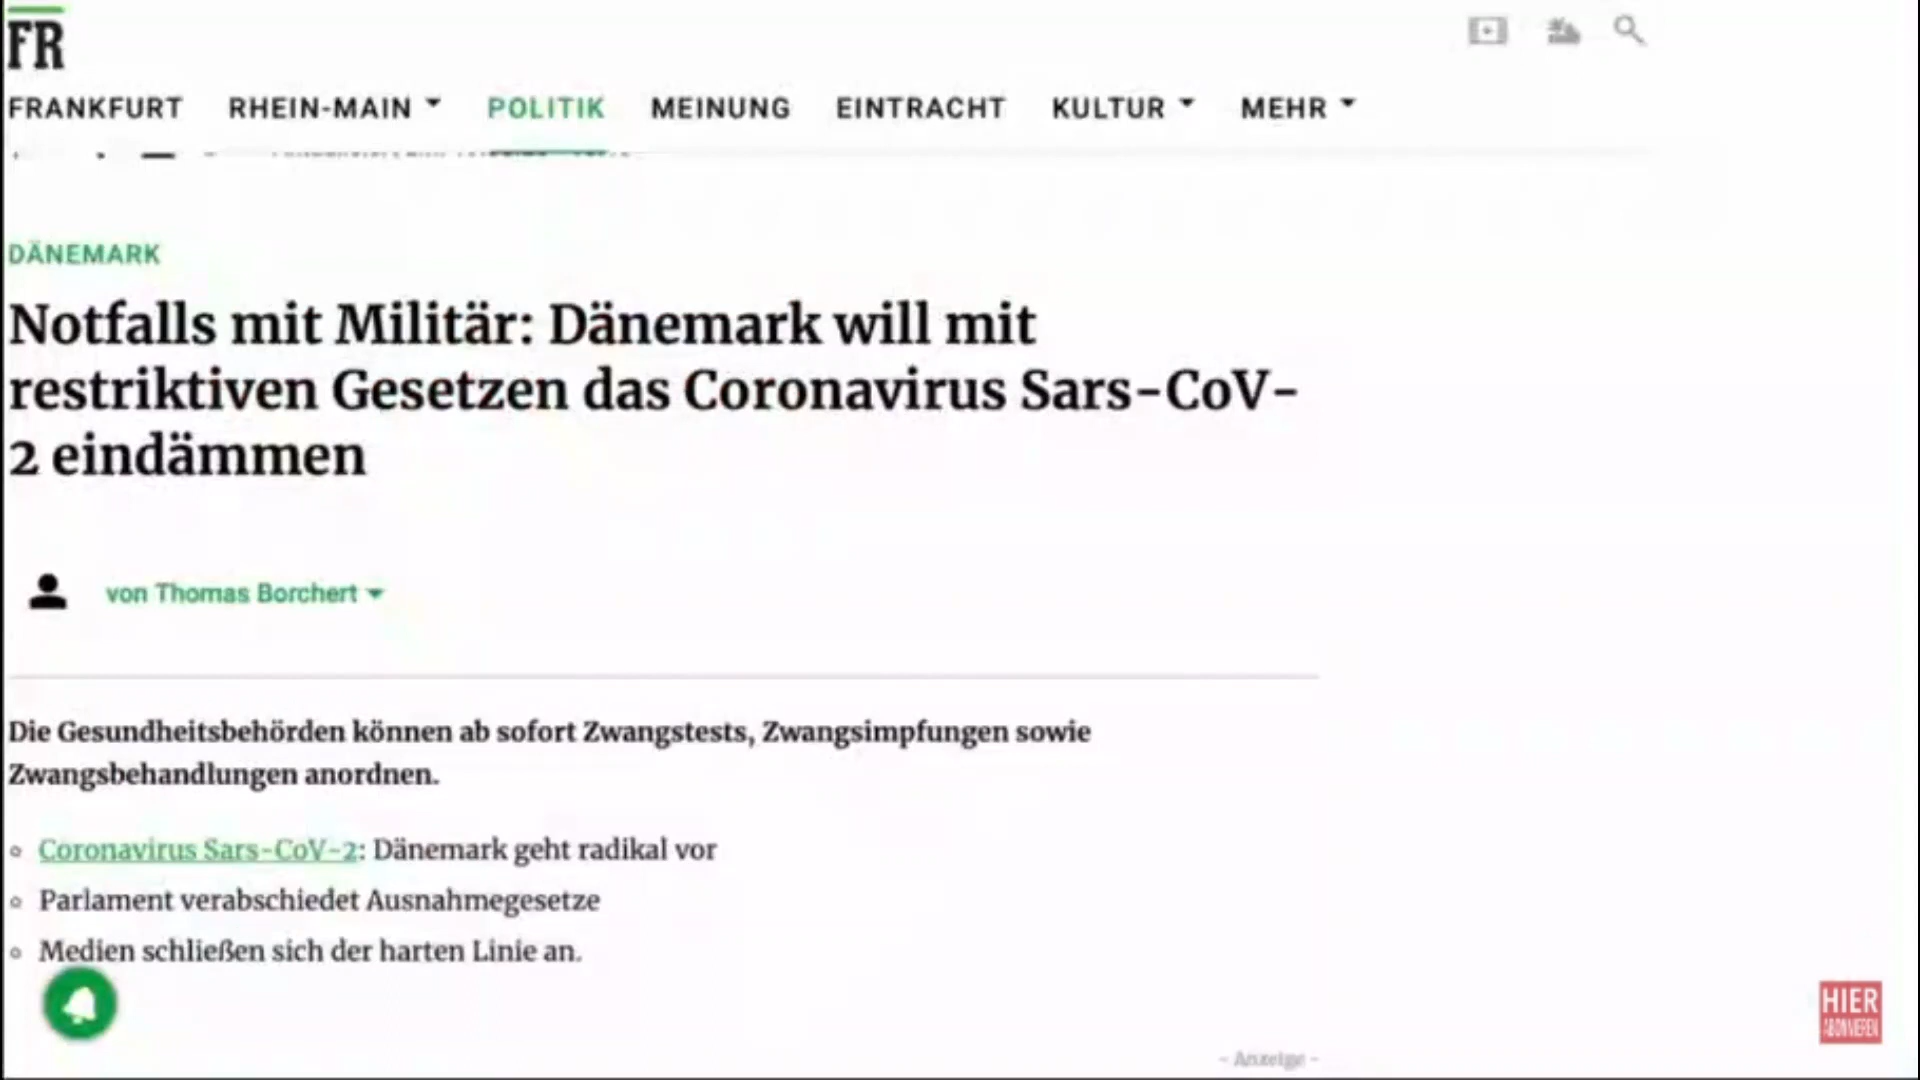 FR
FRANKFURT RHEIN-MAIN POLITIK MEINUNG EINTRACHT KULTUR MEHR
DÄNEMARK
Notfalls mit Militär: Dänemark will mit
restriktiven Gesetzen das Coronavirus Sars-CoV-
2 eindämmen
von Thomas Borchert
Die Gesundheitsbehörden können ab sofort Zwangstests, Zwangsimpfungen sowie
Zwangsbehandlungen anordnen.
Coronavirus Sars-CoV-2: Dänemark geht radikal vor
Parlament verabschiedet Ausnahmegesetze
Medien schließen sich der harten Linie an.
HIER
ABONNIEREN
- Anzeige -